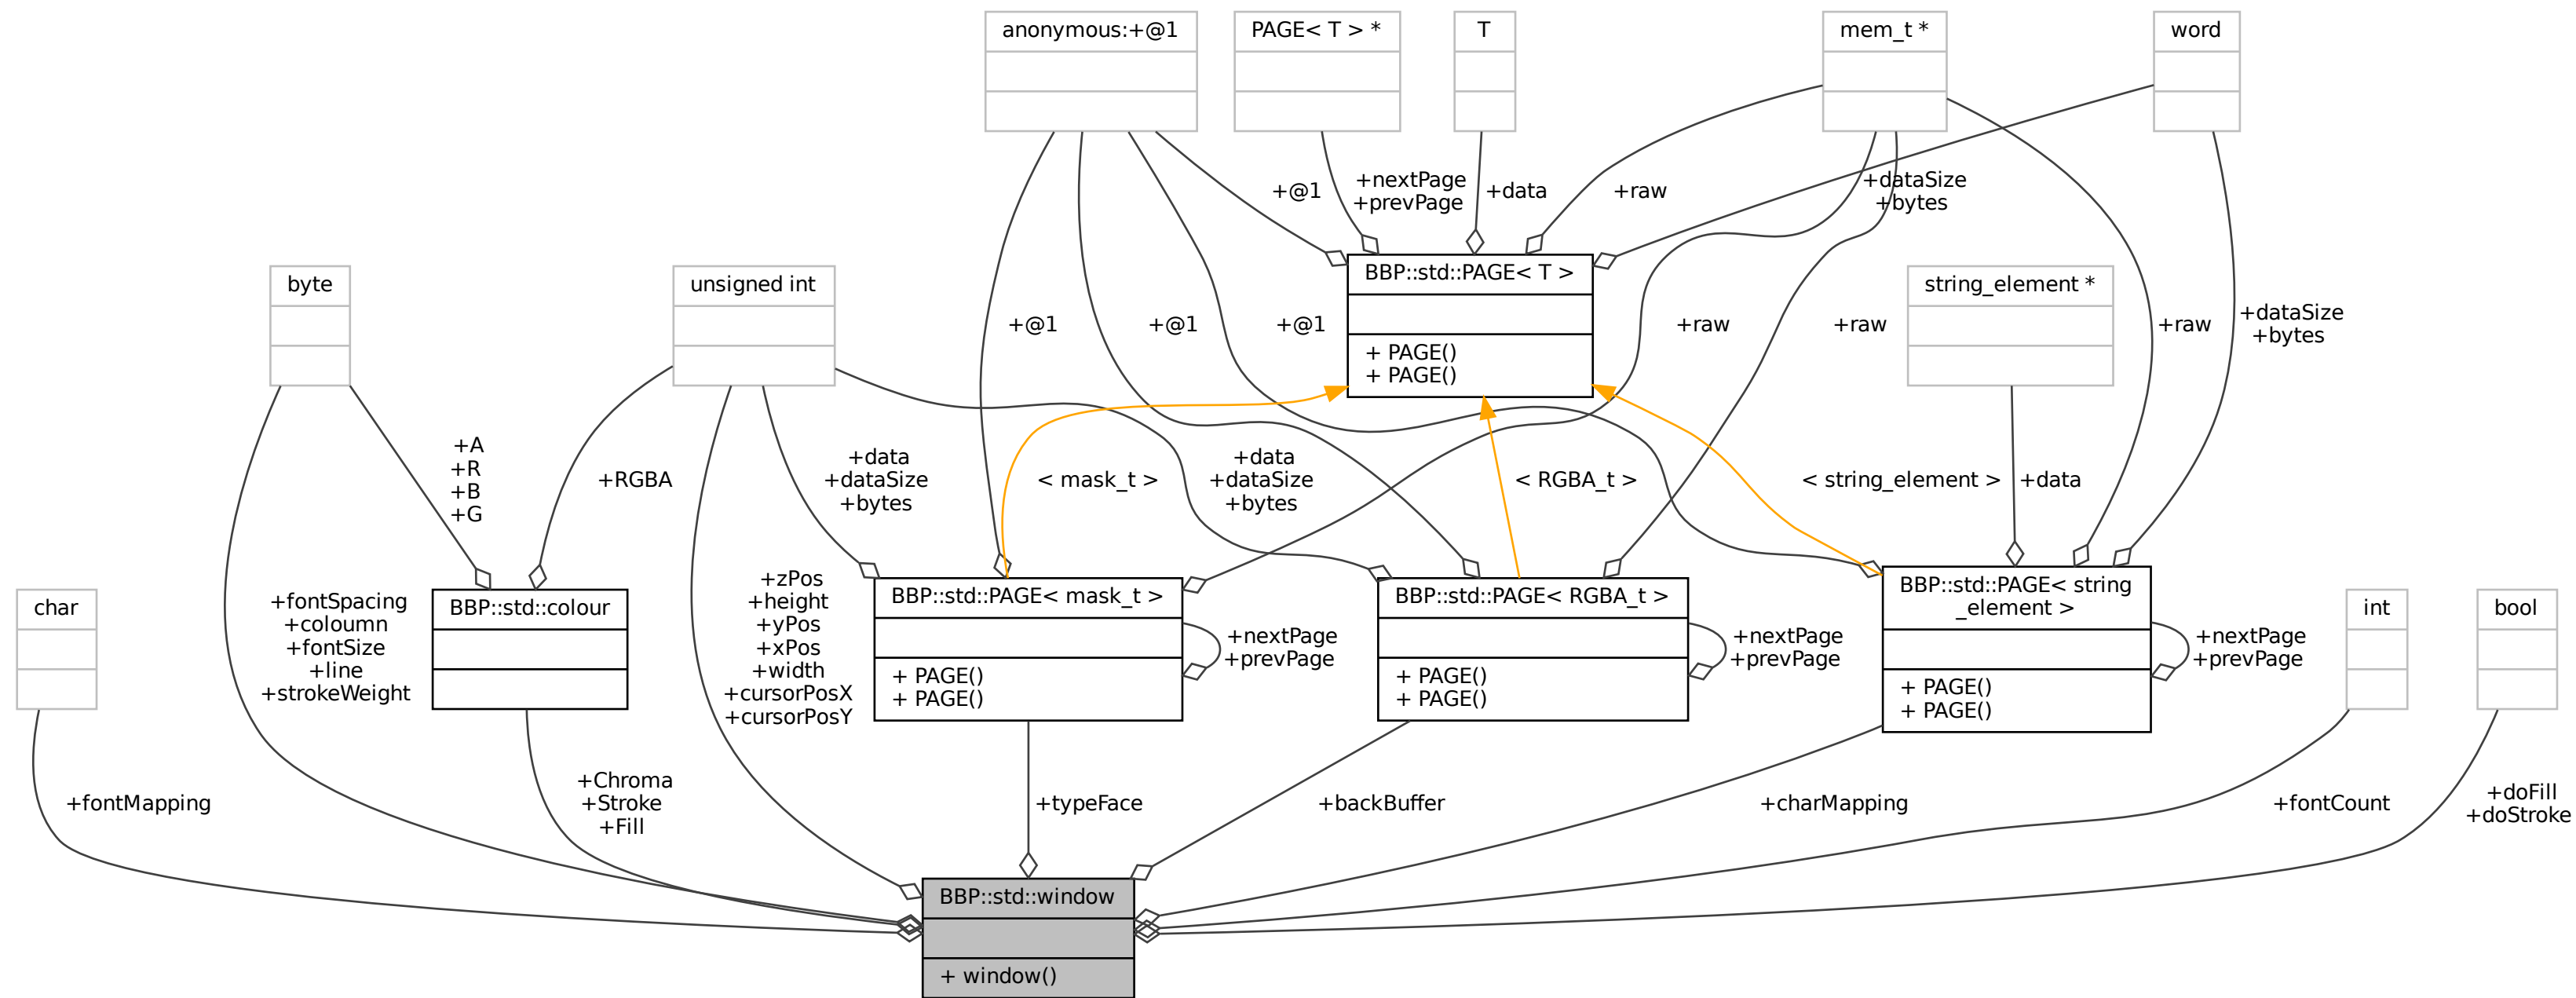 anonymous:+@1
PAGE< T > *
T
mem_t *
word
+@1
+nextPage
+prevPage
+data
+raw
+dataSize
+bytes
byte
unsigned int
BBP::std::PAGE< T >
+ PAGE()
+ PAGE()
string_element *
+@1
+@1
+@1
+raw
+raw
+raw
+dataSize
+bytes
+A
+R
+B
+G
+RGBA
+data
+dataSize
+bytes
< mask_t >
+data
+dataSize
+bytes
< RGBA_t >
< string_element >
+data
char
+fontSpacing
+coloumn
+fontSize
+line
+strokeWeight
BBP::std::colour
+zPos
+height
+yPos
+xPos
+width
+cursorPosX
+cursorPosY
BBP::std::PAGE< mask_t >
+ PAGE()
+ PAGE()
+nextPage
+prevPage
BBP::std::PAGE< RGBA_t >
+ PAGE()
+ PAGE()
+nextPage
+prevPage
BBP::std::PAGE< string
_element >
+ PAGE()
+ PAGE()
+nextPage
+prevPage
int
bool
+fontMapping
+Chroma
+Stroke
+Fill
+typeFace
+backBuffer
+charMapping
+fontCount
+doFill
+doStroke
BBP::std::window
+ window()